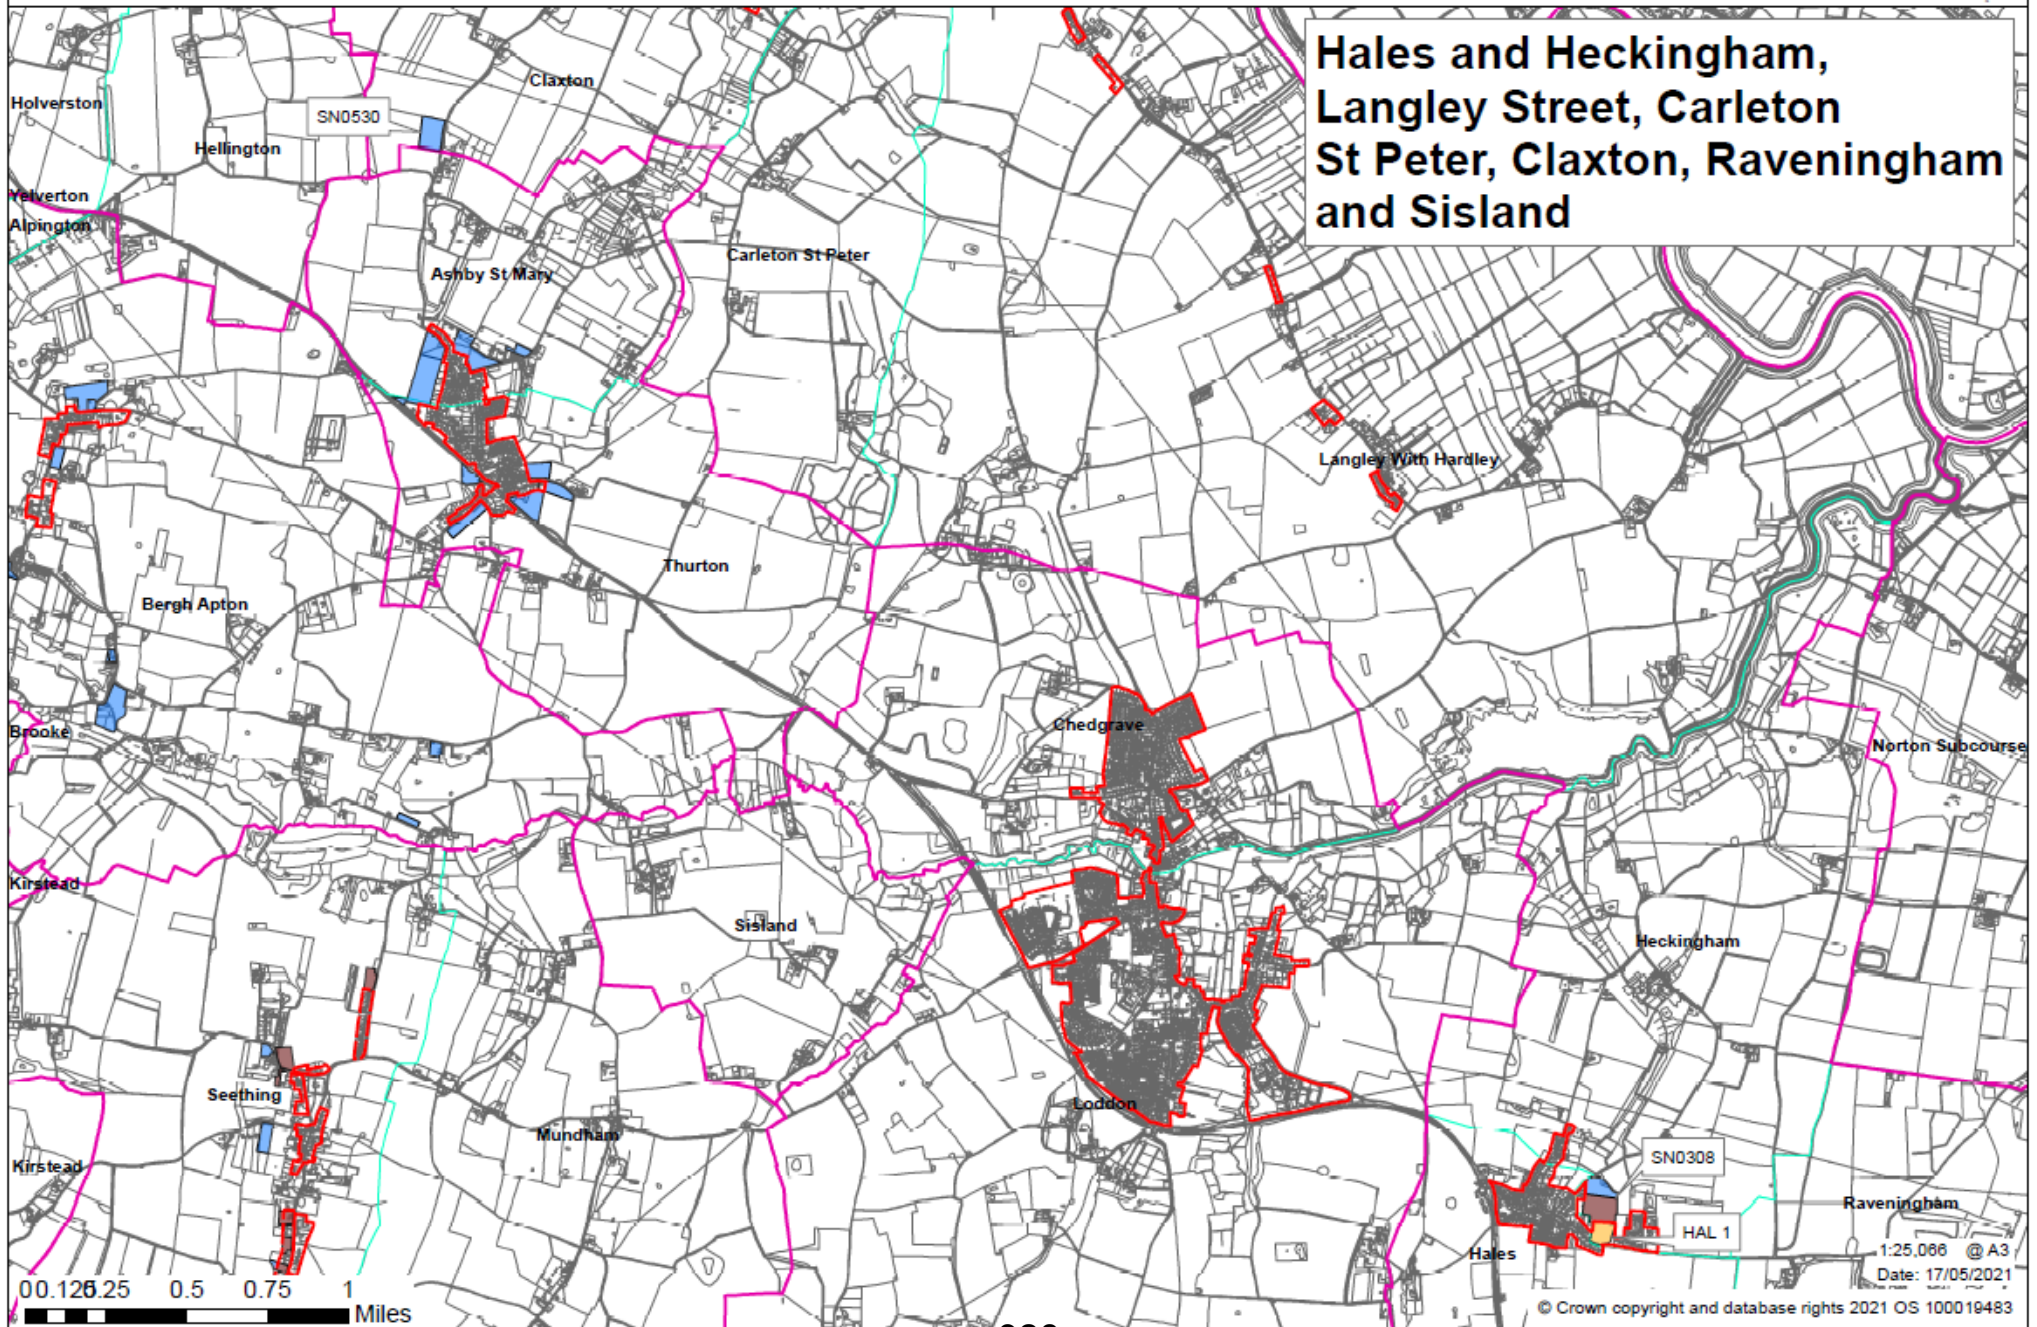 Hales and Heckingham,
Langley Street, Carleton
St Peter, Claxton, Raveningham
and Sisland
Claxton
Holverston
SN0530
Hellington
Yelverton
Alpington
Carleton St Peter
Ashby St Mary
Langley With Hardley
Thurton
Bergh Apton
Chedgrave
Brooke
Norton Subcourse
Kirstead
Sisland
Heckingham
Seething
Loddon
Mundham
SN0308
Kirstead
Raveningham
HAL 1
Hales
1:25,066 @ A3
Date: 17/05/2021
0 0.125 0.25 0.5 0.75 1
Miles
© Crown copyright and database rights 2021 OS 100019483